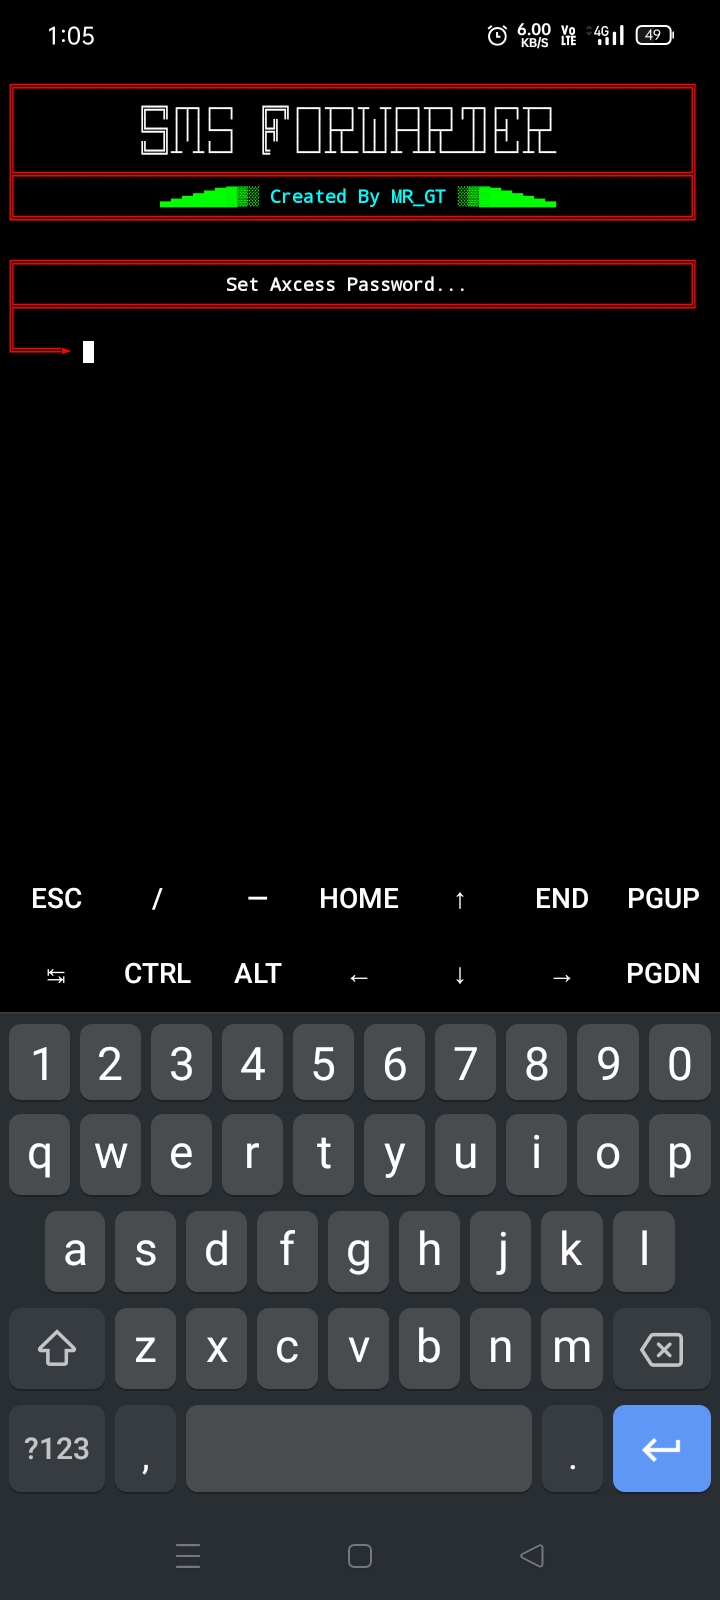 1:05 6.00 KB/S Vo LTE 4G 49
SMS FORWARTER
Created By MR_GT
Set Axcess Password...
ESC / — HOME ↑ END PGUP
↹ CTRL ALT ← ↓ → PGDN
1 2 3 4 5 6 7 8 9 0
q w e r t y u i o p
a s d f g h j k l
z x c v b n m
?123 , .